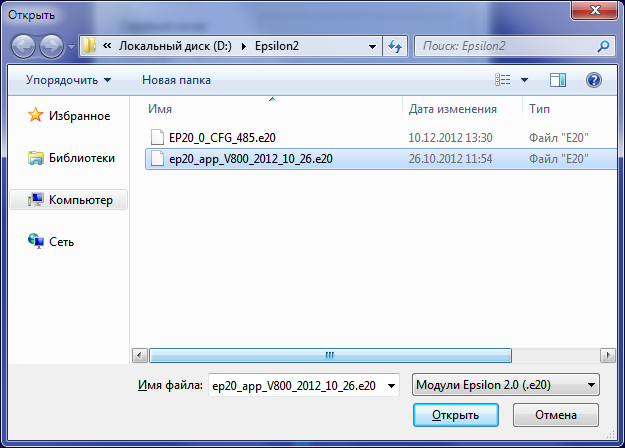 Открыть
« Локальный диск (D:) Epsilon2
Поиск: Epsilon2
Упорядочить Новая папка
Избранное
Библиотеки
Компьютер
Сеть
Имя Дата изменения Тип
EP20_0_CFG_485.e20 10.12.2012 13:30 Файл "E20"
ep20_app_V800_2012_10_26.e20 26.10.2012 11:54 Файл "E20"
Имя файла: ep20_app_V800_2012_10_26.e20 Модули Epsilon 2.0 (.e20)
Открыть Отмена